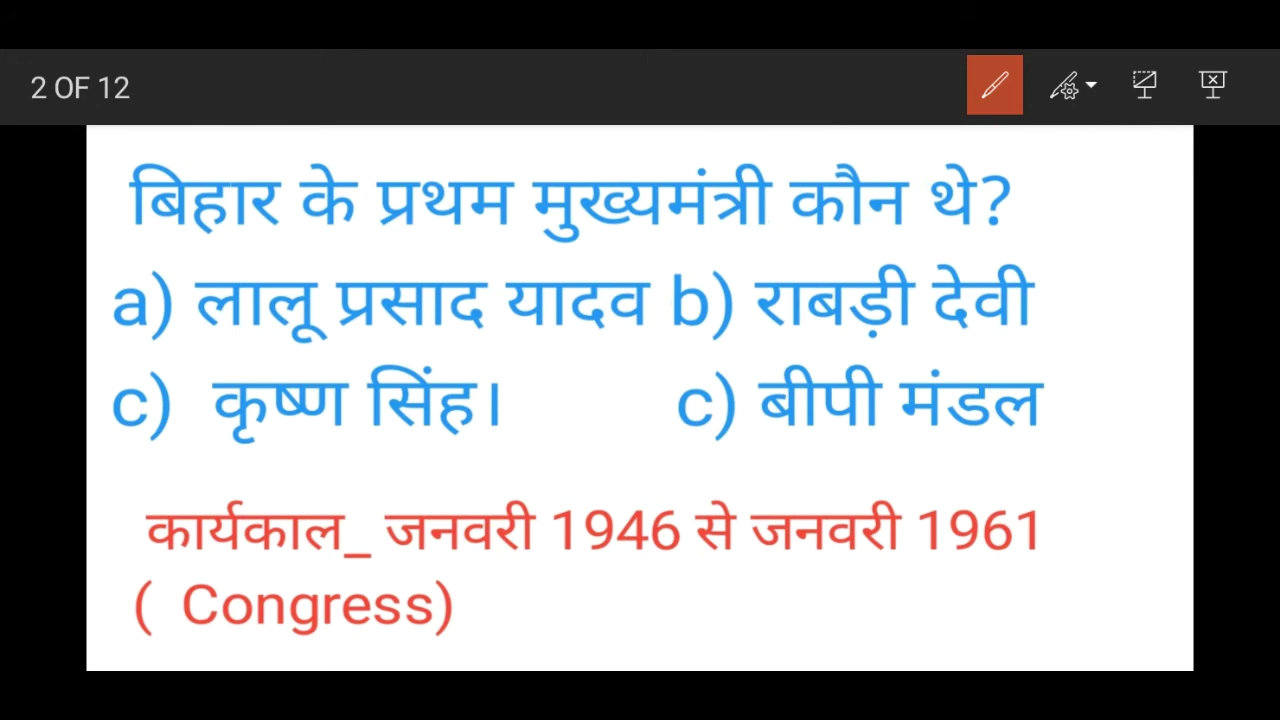 2 OF 12
बिहार के प्रथम मुख्यमंत्री कौन थे?
a) लालू प्रसाद यादव b) राबड़ी देवी
c) कृष्ण सिंह। c) बीपी मंडल
कार्यकाल_ जनवरी 1946 से जनवरी 1961
( Congress)